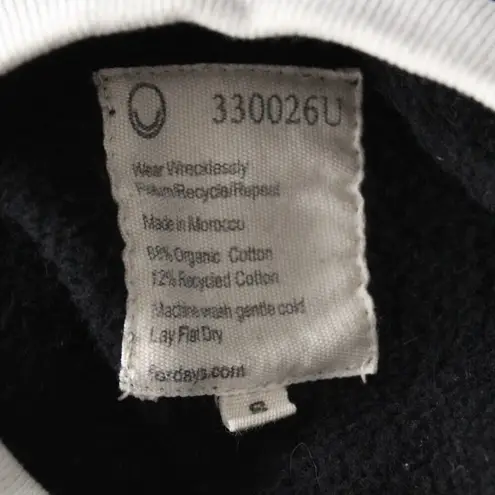 330026U
Wear Wrecklessly
Return/Recycle/Repeat
Made in Morocco
88% Organic Cotton
12% Recycled Cotton
Machine wash gentle cold
Lay Flat Dry
fordays.com